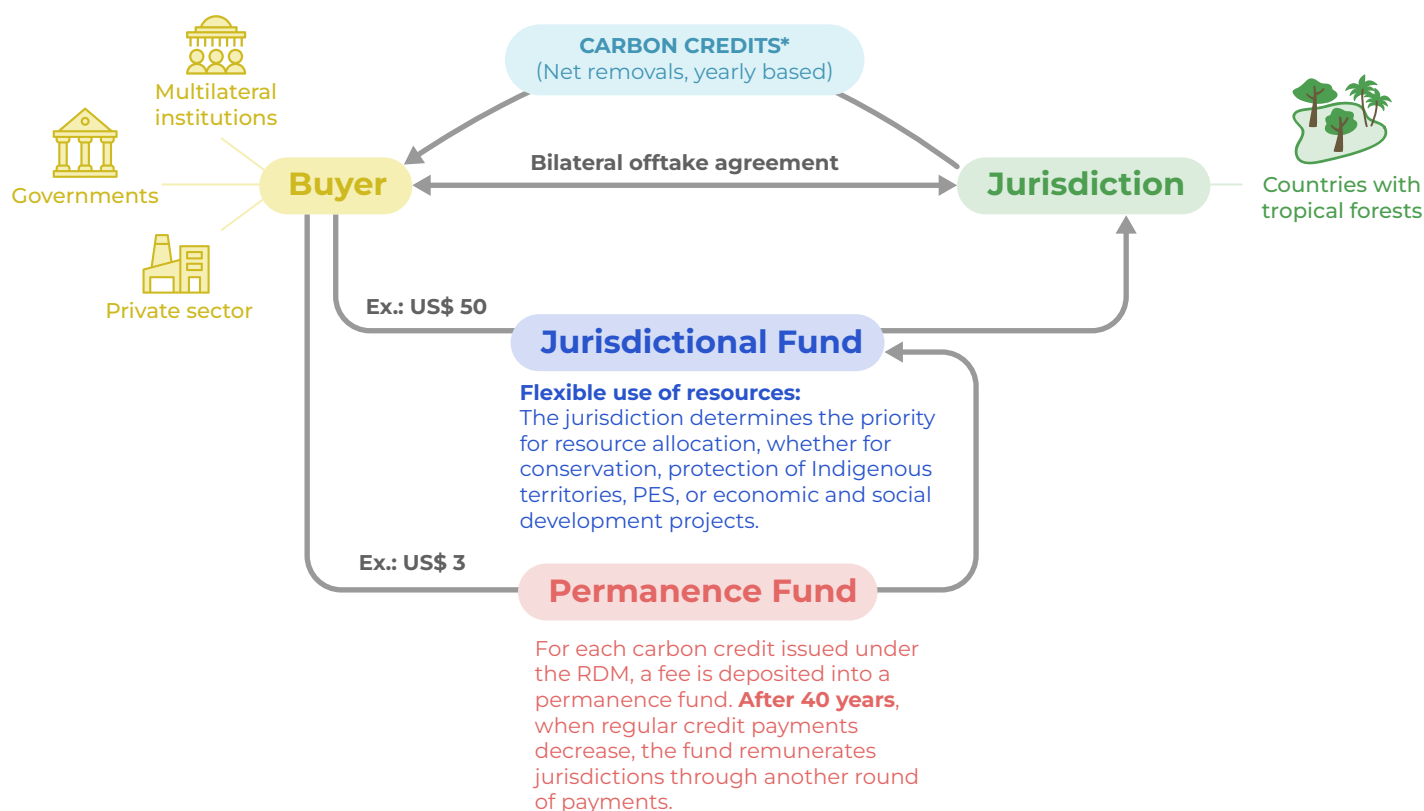 CARBON CREDITS*
(Net removals, yearly based)
Multilateral
institutions
Governments
Private sector
Buyer
Bilateral offtake agreement
Jurisdiction
Countries with
tropical forests
Ex.: US$ 50
Jurisdictional Fund
Flexible use of resources:
The jurisdiction determines the priority
for resource allocation, whether for
conservation, protection of Indigenous
territories, PES, or economic and social
development projects.
Ex.: US$ 3
Permanence Fund
For each carbon credit issued under
the RDM, a fee is deposited into a
permanence fund. After 40 years,
when regular credit payments
decrease, the fund remunerates
jurisdictions through another round
of payments.